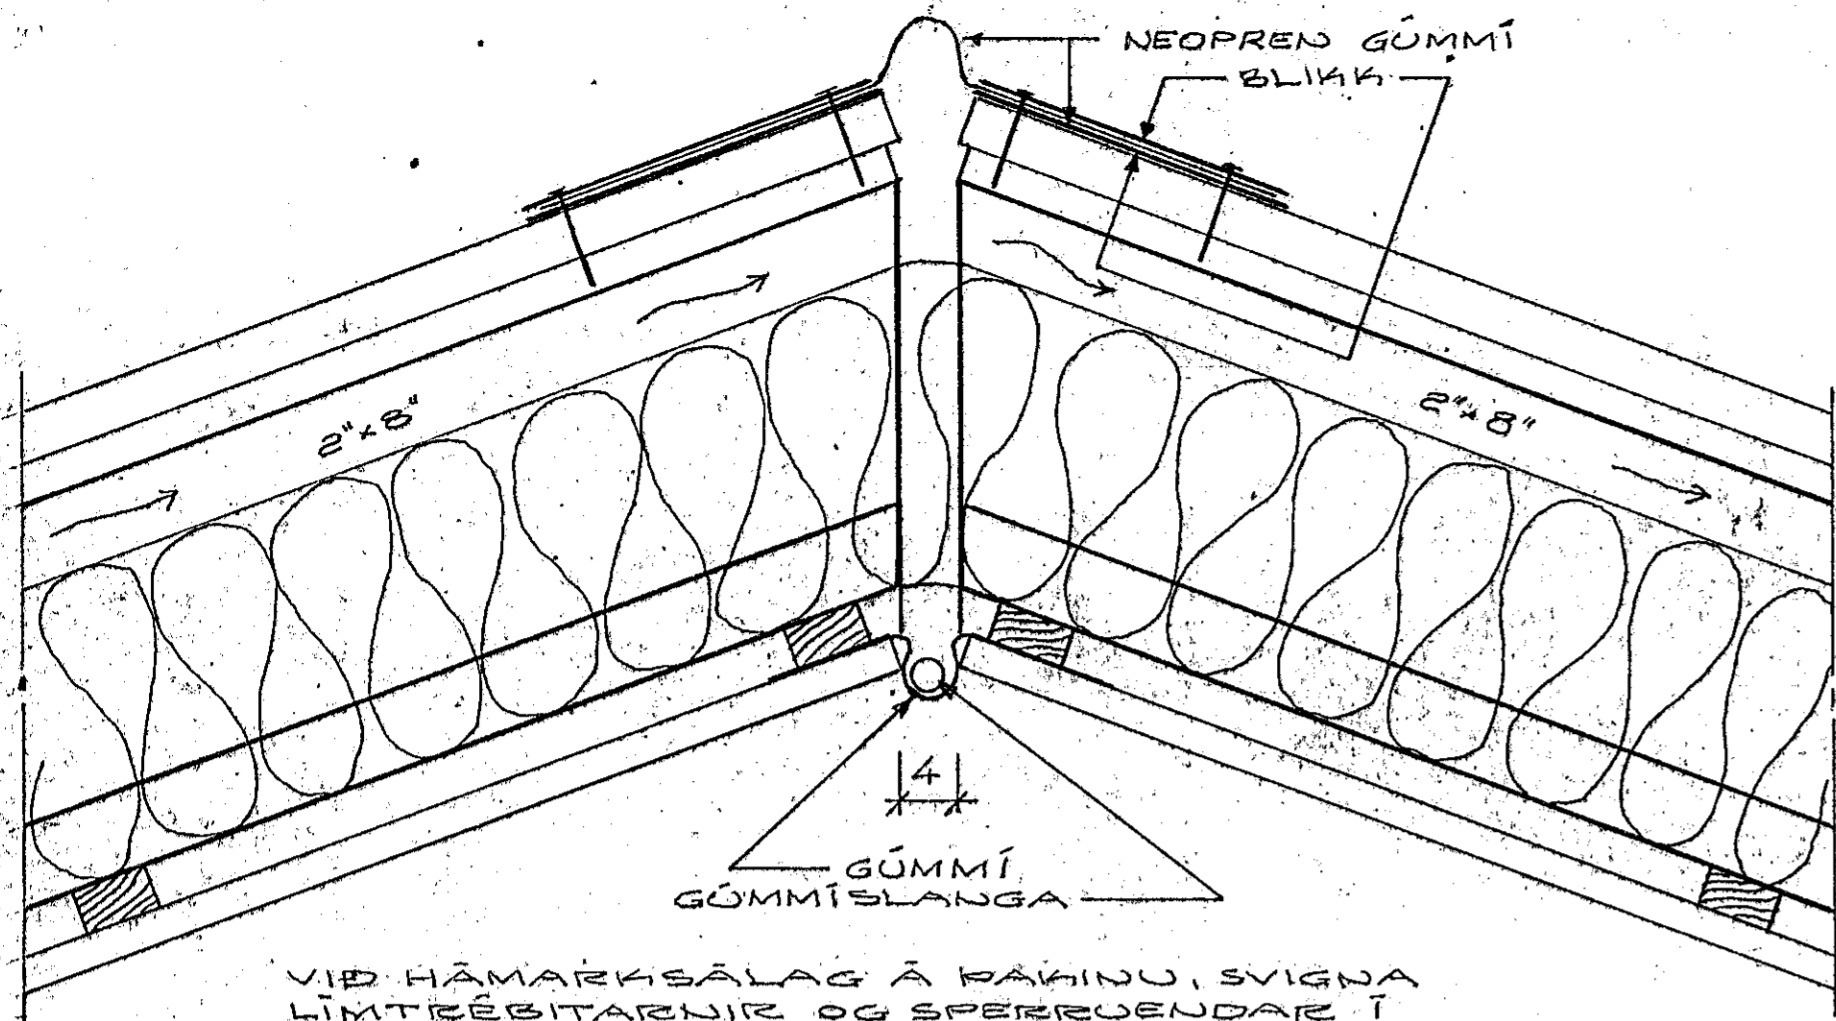 NEOPREN GÚMMÍ
BLIKK
2"x8"
2"x8"
4
GÚMMÍ
GÚMMÍSLANGA
VIÐ HÁMARKSÁLAG Á ÞAKINU, SVIGNA
LÍMTRÉBITARNIR OG SPERRUENDAR Í